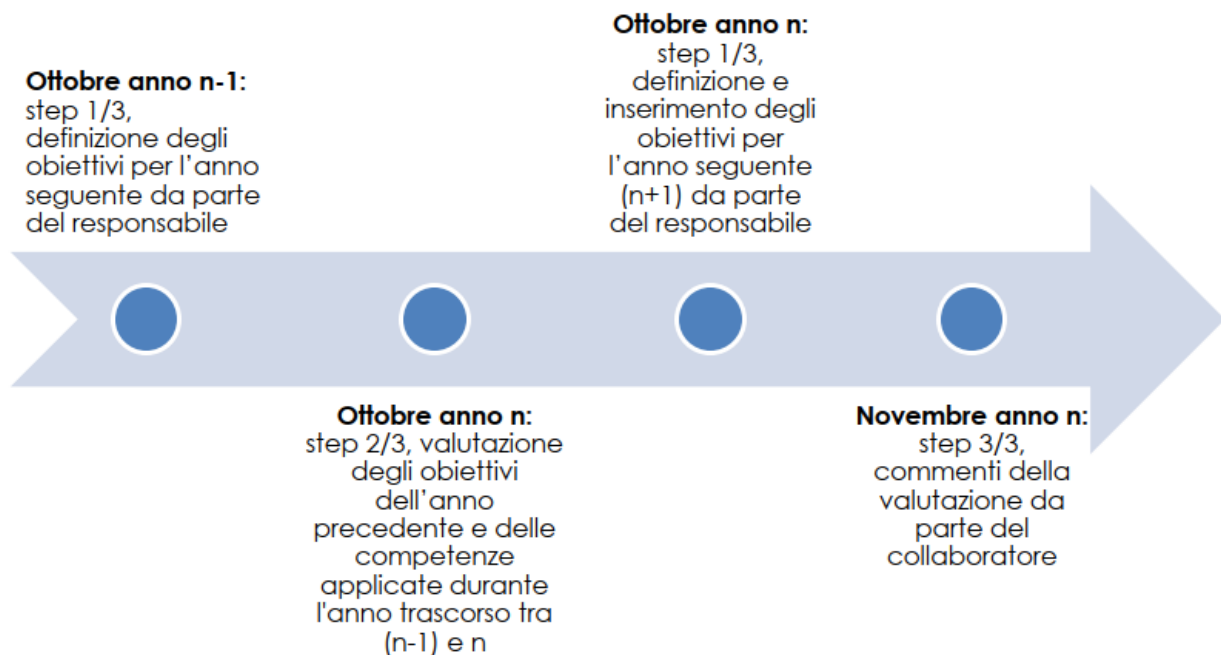 Ottobre anno n-1:
step 1/3,
definizione degli
obiettivi per l’anno
seguente da parte
del responsabile
Ottobre anno n:
step 2/3, valutazione
degli obiettivi
dell’anno
precedente e delle
competenze
applicate durante
l'anno trascorso tra
(n-1) e n
Ottobre anno n:
step 1/3,
definizione e
inserimento degli
obiettivi per
l’anno seguente
(n+1) da parte
del responsabile
Novembre anno n:
step 3/3,
commenti della
valutazione da
parte del
collaboratore